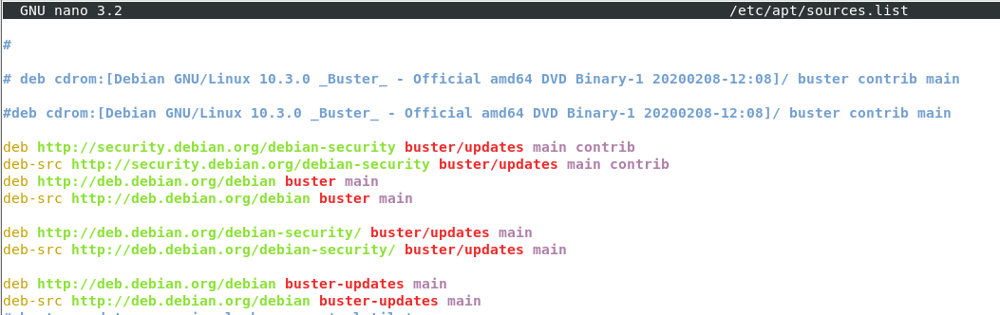 GNU nano 3.2 /etc/apt/sources.list
#
# deb cdrom:[Debian GNU/Linux 10.3.0 _Buster_ - Official amd64 DVD Binary-1 20200208-12:08]/ buster contrib main
#deb cdrom:[Debian GNU/Linux 10.3.0 _Buster_ - Official amd64 DVD Binary-1 20200208-12:08]/ buster contrib main
deb http://security.debian.org/debian-security buster/updates main contrib
deb-src http://security.debian.org/debian-security buster/updates main contrib
deb http://deb.debian.org/debian buster main
deb-src http://deb.debian.org/debian buster main
deb http://deb.debian.org/debian-security/ buster/updates main
deb-src http://deb.debian.org/debian-security/ buster/updates main
deb http://deb.debian.org/debian buster-updates main
deb-src http://deb.debian.org/debian buster-updates main